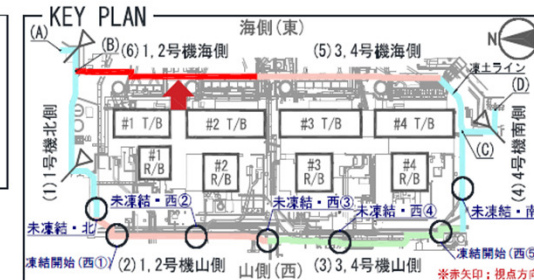 KEY PLAN
海側(東)
(A)
(B)
(6)1,2号機海側
(5)3,4号機海側
N
凍土ライン
(D)
#1 T/B
#2 T/B
#3 T/B
#4 T/B
(1)1号機北側
#1
R/B
#2
R/B
#3
R/B
#4
R/B
(C)
(4)4号機南側
未凍結・北
未凍結・西②
未凍結・西③
未凍結・西④
未凍結・南
凍結開始(西①)
(2)1,2号機山側
山側(西)
(3)3,4号機山側
凍結開始(西⑤
※赤矢印;視点方向